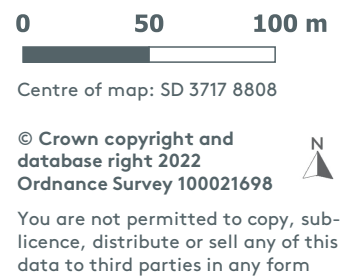 0 50 100 m
Centre of map: SD 3717 8808
© Crown copyright and
database right 2022
Ordnance Survey 100021698
N
You are not permitted to copy, sub-
licence, distribute or sell any of this
data to third parties in any form